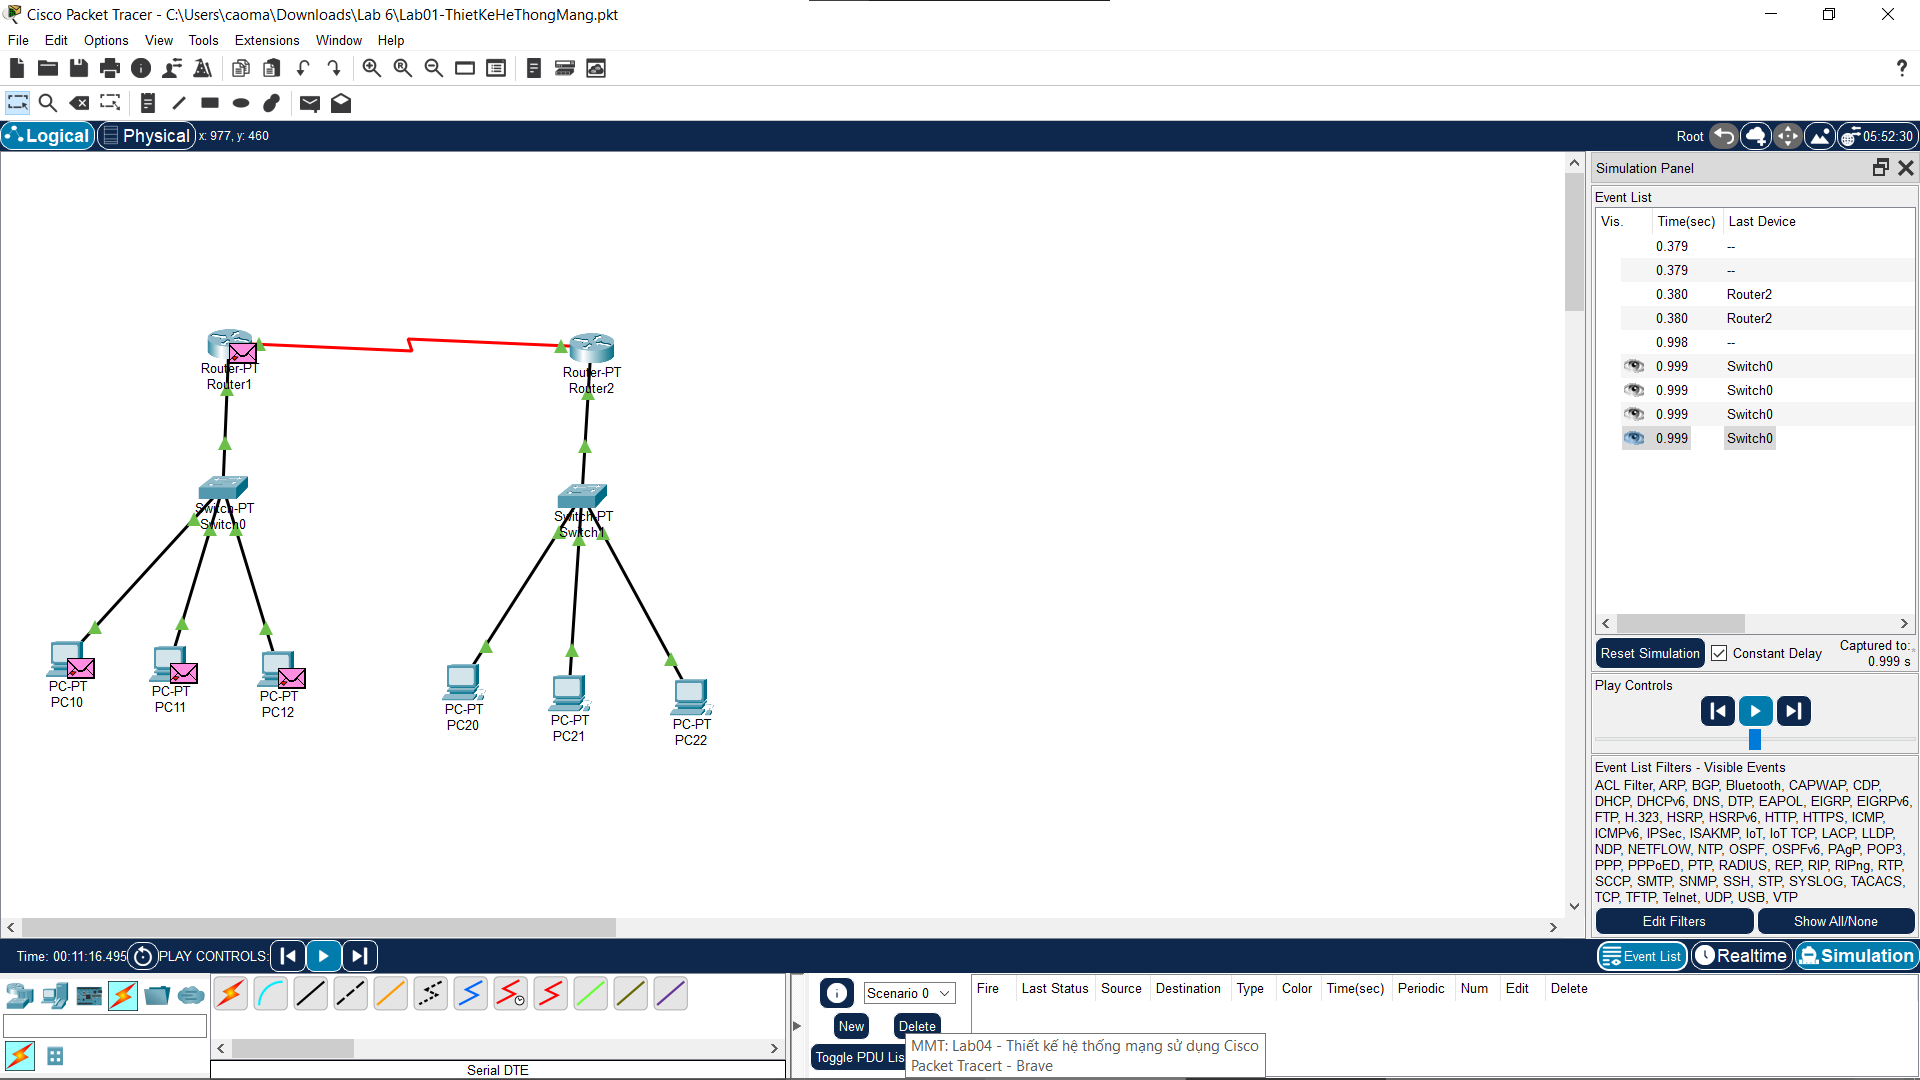 Cisco Packet Tracer - C:\Users\caoma\Downloads\Lab 6\Lab01-ThietKeHeThongMang.pkt
File Edit Options View Tools Extensions Window Help
?
Logical Physical x: 977, y: 460 Root 05:52:30
Router-PT
Router1
Router-PT
Router2
Switch-PT
Switch0
Switch-PT
Switch1
PC-PT
PC10
PC-PT
PC11
PC-PT
PC12
PC-PT
PC20
PC-PT
PC21
PC-PT
PC22
Simulation Panel
Event List
Vis. Time(sec) Last Device
0.379 --
0.379 --
0.380 Router2
0.380 Router2
0.998 --
0.999 Switch0
0.999 Switch0
0.999 Switch0
0.999 Switch0
Reset Simulation Constant Delay Captured to:
0.999 s
Play Controls
Event List Filters - Visible Events
ACL Filter, ARP, BGP, Bluetooth, CAPWAP, CDP,
DHCP, DHCPv6, DNS, DTP, EAPOL, EIGRP, EIGRPv6,
FTP, H.323, HSRP, HSRPv6, HTTP, HTTPS, ICMP,
ICMPv6, IPSec, ISAKMP, IoT, IoT TCP, LACP, LLDP,
NDP, NETFLOW, NTP, OSPF, OSPFv6, PAgP, POP3,
PPP, PPPoED, PTP, RADIUS, REP, RIP, RIPng, RTP,
SCCP, SMTP, SNMP, SSH, STP, SYSLOG, TACACS,
TCP, TFTP, Telnet, UDP, USB, VTP
Edit Filters Show All/None
Time: 00:11:16.495 PLAY CONTROLS: Event List Realtime Simulation
Scenario 0
New Delete
Toggle PDU Lis
Fire Last Status Source Destination Type Color Time(sec) Periodic Num Edit Delete
MMT: Lab04 - Thiết kế hệ thống mạng sử dụng Cisco
Packet Tracert - Brave
Serial DTE